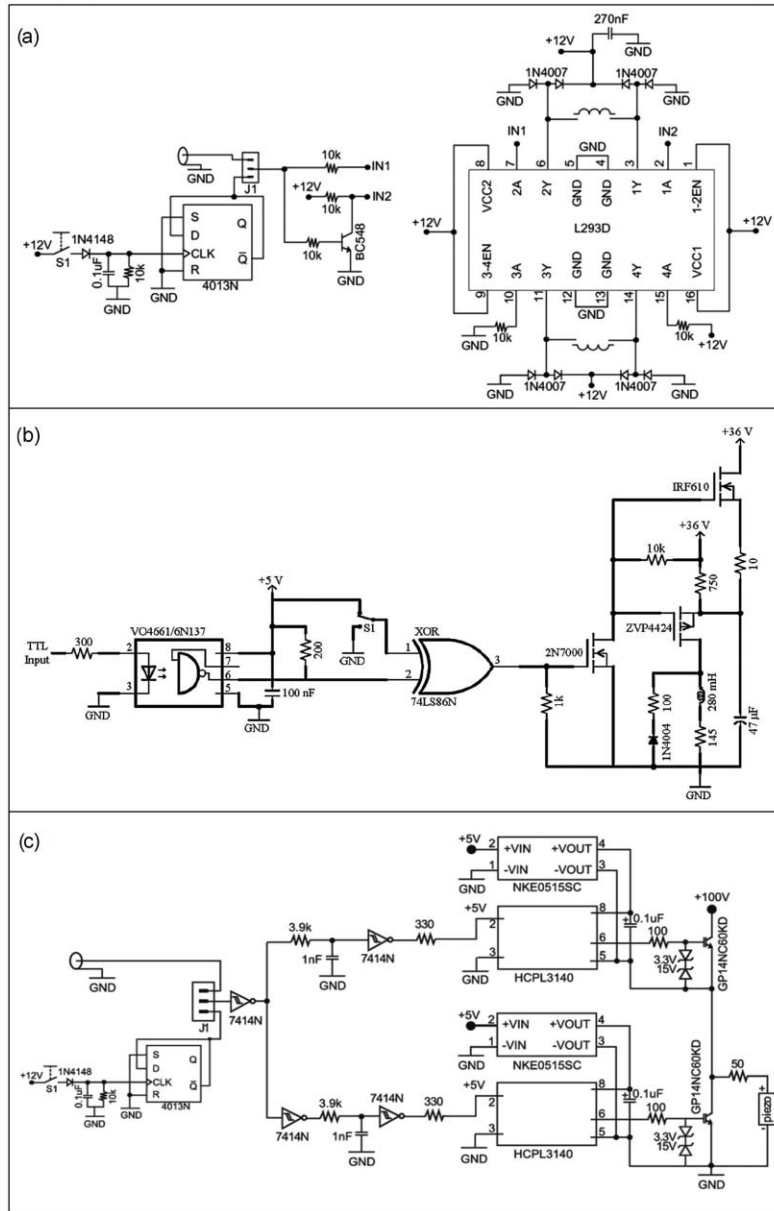 (a)
270nF
+12V
GND
1N4007
1N4007
GND
GND
IN1
GND
IN2
8
7
6
5
4
3
2
1
VCC2
2A
2Y
GND
GND
1Y
1A
1-2EN
+12V
L293D
+12V
3-4EN
3A
3Y
GND
GND
4Y
4A
VCC1
9
10
11
12
13
14
15
16
GND
GND
10k
10k
+12V
GND
1N4007
+12V
1N4007
GND
GND
J1
10k
IN1
+12V
10k
IN2
10k
BC548
GND
S
Q
D
CLK
Q
R
4013N
+12V
S1
1N4148
0.1uF
10k
GND
GND
(b)
+36 V
IRF610
+36 V
10k
750
10
+5 V
VO4661/6N137
TTL
Input
300
2
3
8
7
6
5
GND
200
100 nF
GND
S1
GND
XOR
1
2
3
74LS86N
2N7000
1k
ZVP4424
100
1N4004
280 mH
145
47 µF
GND
(c)
+5V
2
+VIN
+VOUT
4
1
-VIN
-VOUT
3
GND
NKE0515SC
+100V
3.9k
1nF
GND
7414N
330
+5V
2
3
GND
8
6
5
HCPL3140
+
0.1uF
100
3.3V
15V
GP14NC60KD
GND
J1
7414N
+5V
2
+VIN
+VOUT
4
1
-VIN
-VOUT
3
GND
NKE0515SC
+12V
S1
1N4148
0.1uF
10k
GND
GND
S
Q
D
CLK
Q
R
4013N
GND
7414N
3.9k
1nF
GND
7414N
330
+5V
2
3
GND
8
6
5
HCPL3140
+
0.1uF
100
3.3V
15V
GP14NC60KD
50
+
piezo
-
GND